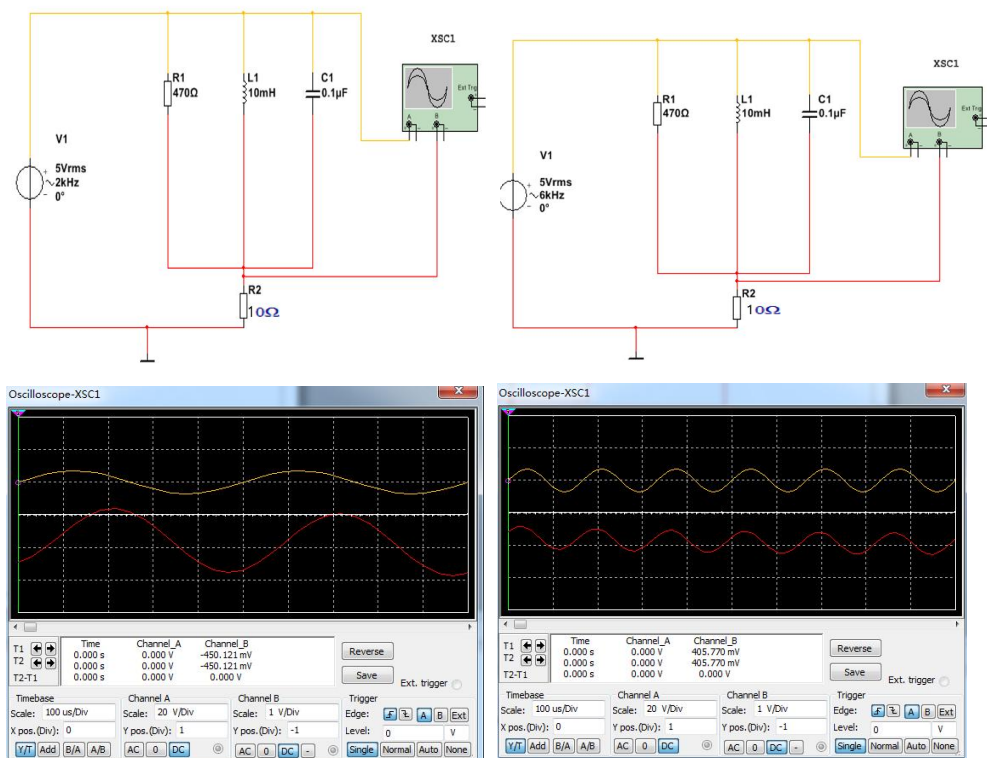 XSC1
Ext Trig
R1
470Ω
L1
10mH
C1
0.1µF
A
B
V1
5Vrms
2kHz
0°
R2
10Ω
XSC1
Ext Trig
R1
470Ω
L1
10mH
C1
0.1µF
A
B
V1
5Vrms
6kHz
0°
R2
10Ω
Oscilloscope-XSC1
Time Channel_A Channel_B
T1 0.000 s 0.000 V -450.121 mV
T2 0.000 s 0.000 V -450.121 mV
T2-T1 0.000 s 0.000 V 0.000 V
Reverse
Save
Ext. trigger
Timebase Channel A Channel B Trigger
Scale: 100 us/Div Scale: 20 V/Div Scale: 1 V/Div Edge: A B Ext
X pos.(Div): 0 Y pos.(Div): 1 Y pos.(Div): -1 Level: 0 V
Y/T Add B/A A/B AC 0 DC AC 0 DC - Single Normal Auto None
Oscilloscope-XSC1
Time Channel_A Channel_B
T1 0.000 s 0.000 V 405.770 mV
T2 0.000 s 0.000 V 405.770 mV
T2-T1 0.000 s 0.000 V 0.000 V
Reverse
Save
Ext. trigger
Timebase Channel A Channel B Trigger
Scale: 100 us/Div Scale: 20 V/Div Scale: 1 V/Div Edge: A B Ext
X pos.(Div): 0 Y pos.(Div): 1 Y pos.(Div): -1 Level: 0 V
Y/T Add B/A A/B AC 0 DC AC 0 DC - Single Normal Auto None